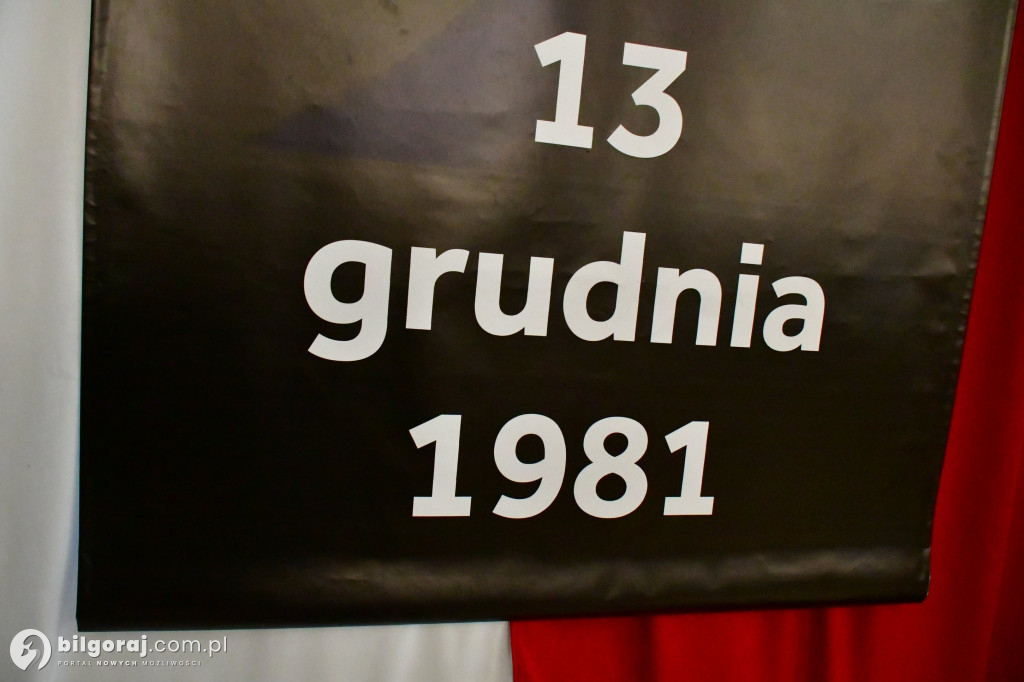 13
grudnia
1981
bilgoraj.com.pl
PORTAL NOWYCH MOŻLIWOŚCI